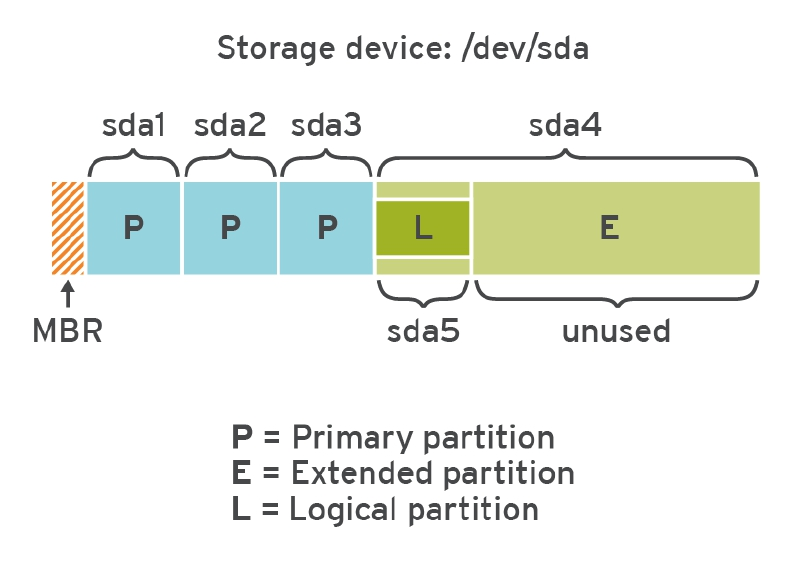 Storage device: /dev/sda
sda1 sda2 sda3 sda4
P P P L E
MBR sda5 unused
P = Primary partition
E = Extended partition
L = Logical partition